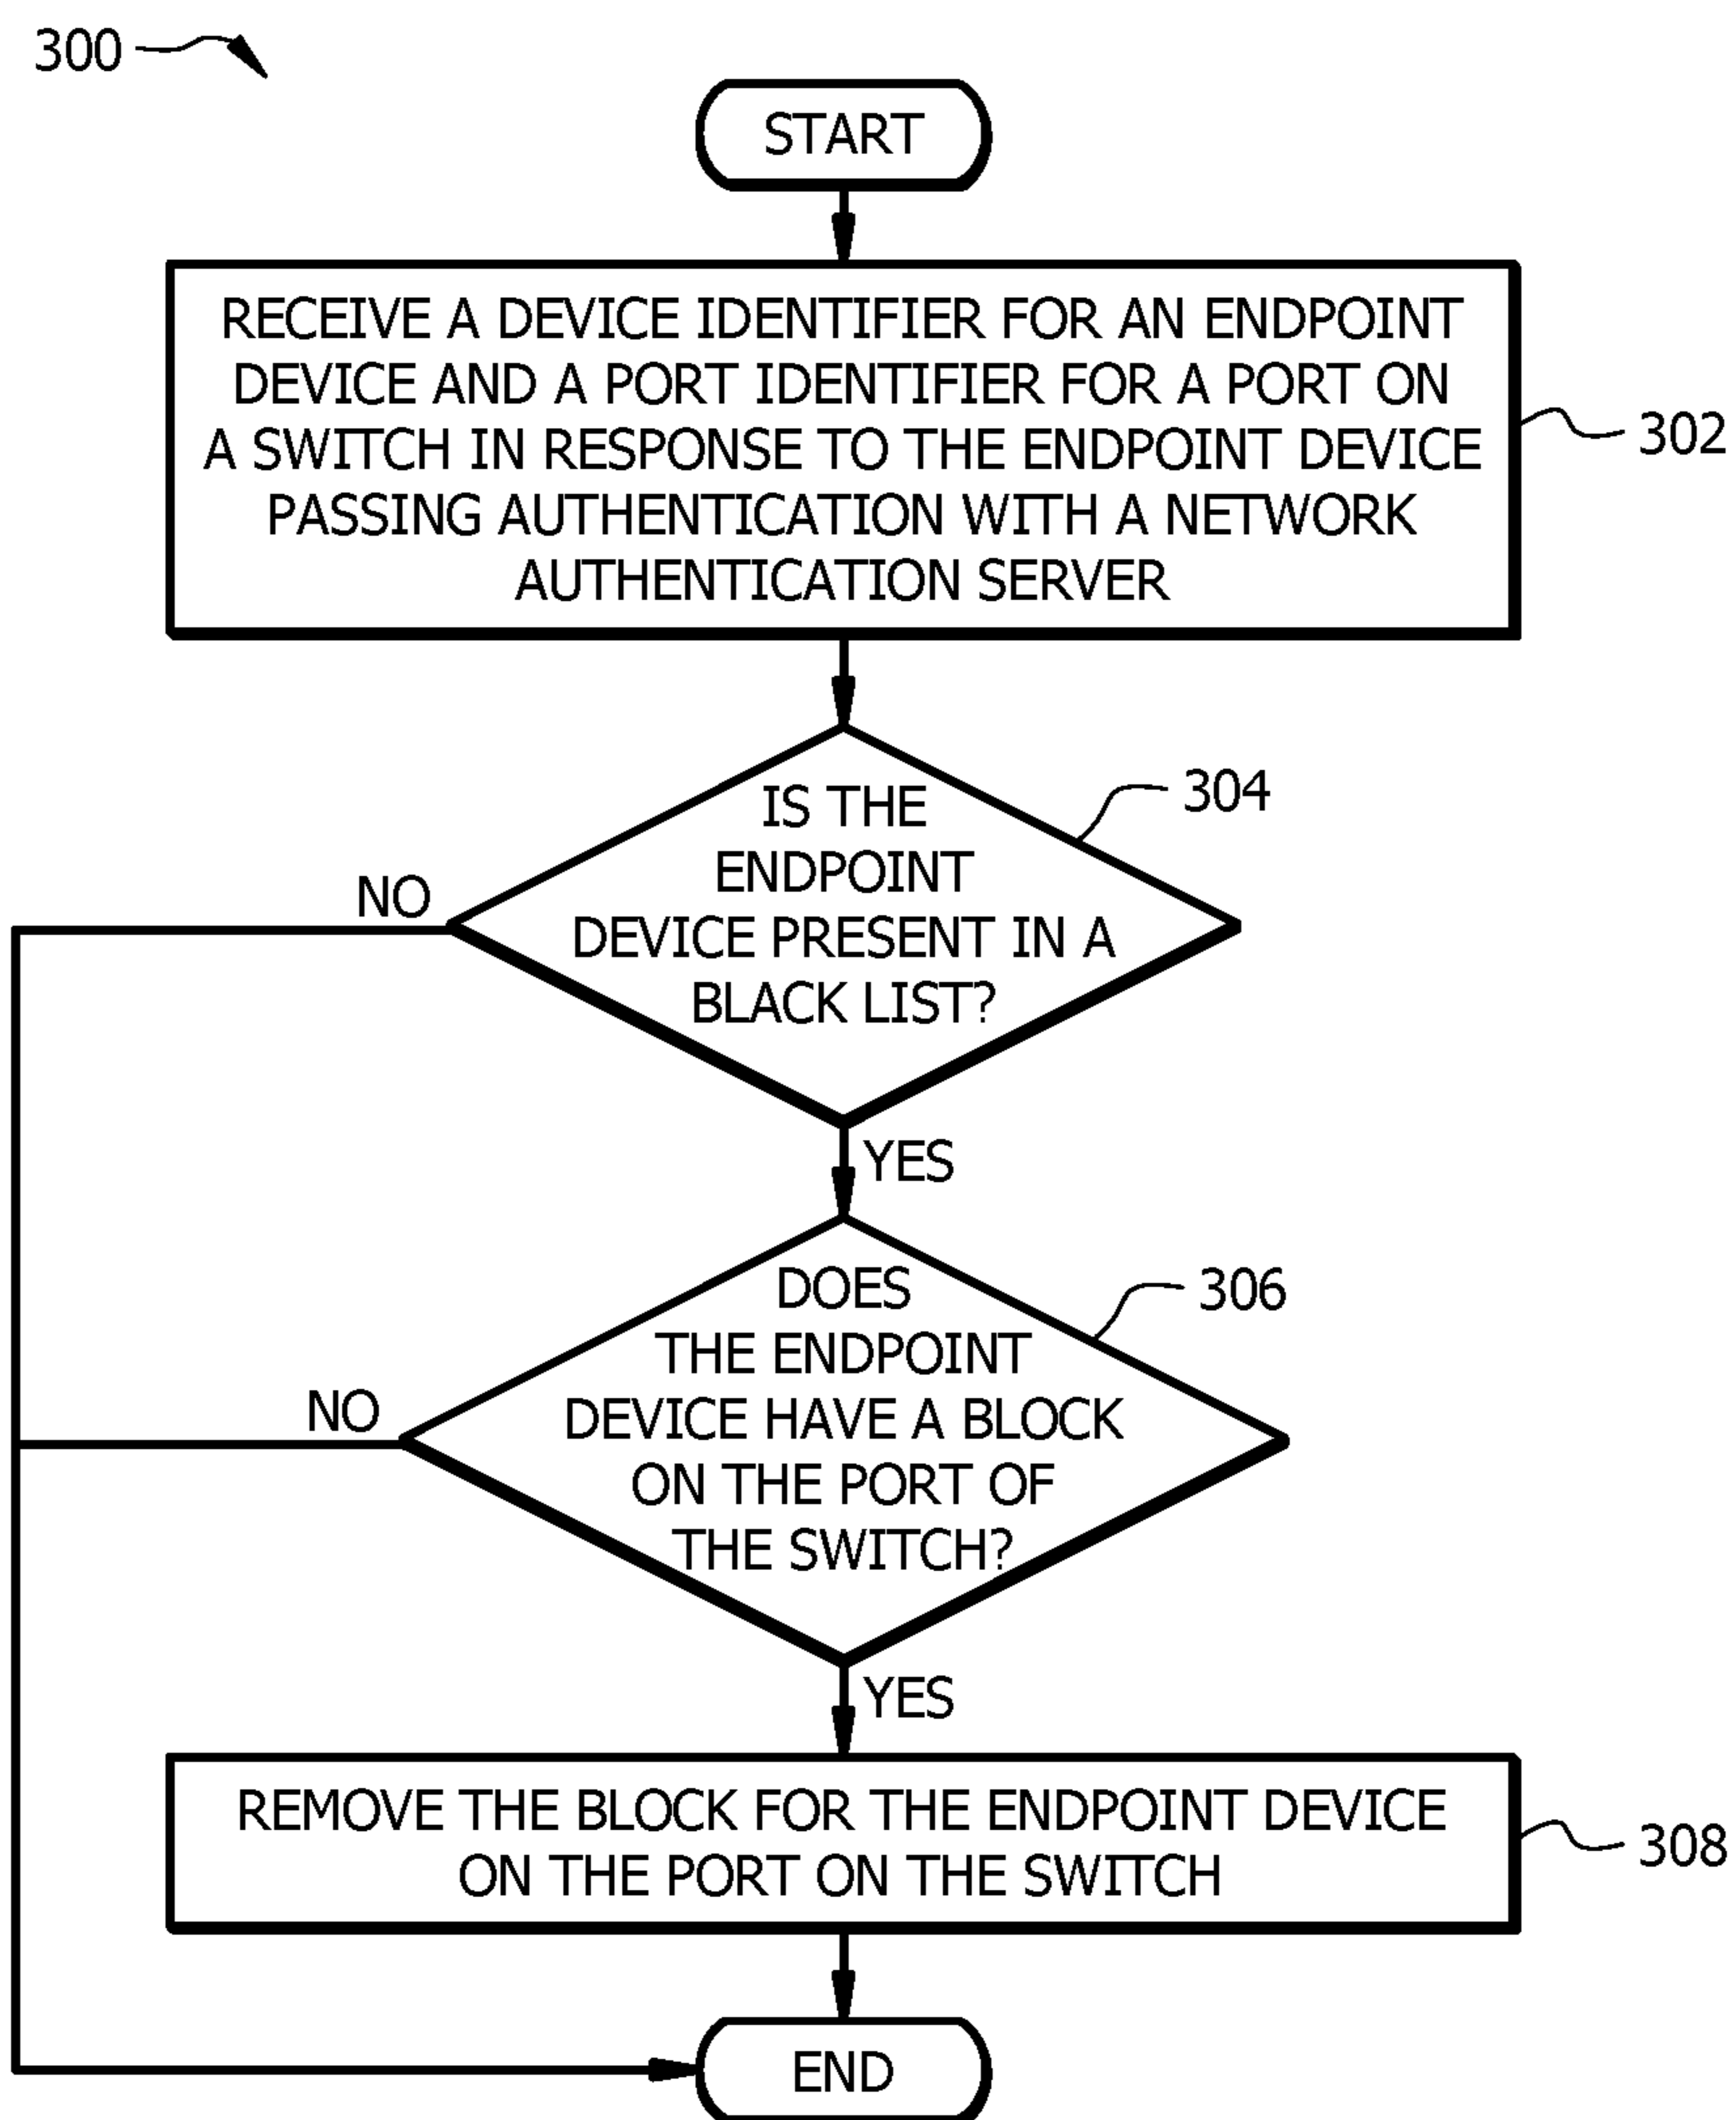 300
START
RECEIVE A DEVICE IDENTIFIER FOR AN ENDPOINT
DEVICE AND A PORT IDENTIFIER FOR A PORT ON
A SWITCH IN RESPONSE TO THE ENDPOINT DEVICE
PASSING AUTHENTICATION WITH A NETWORK
AUTHENTICATION SERVER
302
IS THE
ENDPOINT
DEVICE PRESENT IN A
BLACK LIST?
304
NO
YES
DOES
THE ENDPOINT
DEVICE HAVE A BLOCK
ON THE PORT OF
THE SWITCH?
306
NO
YES
REMOVE THE BLOCK FOR THE ENDPOINT DEVICE
ON THE PORT ON THE SWITCH
308
END